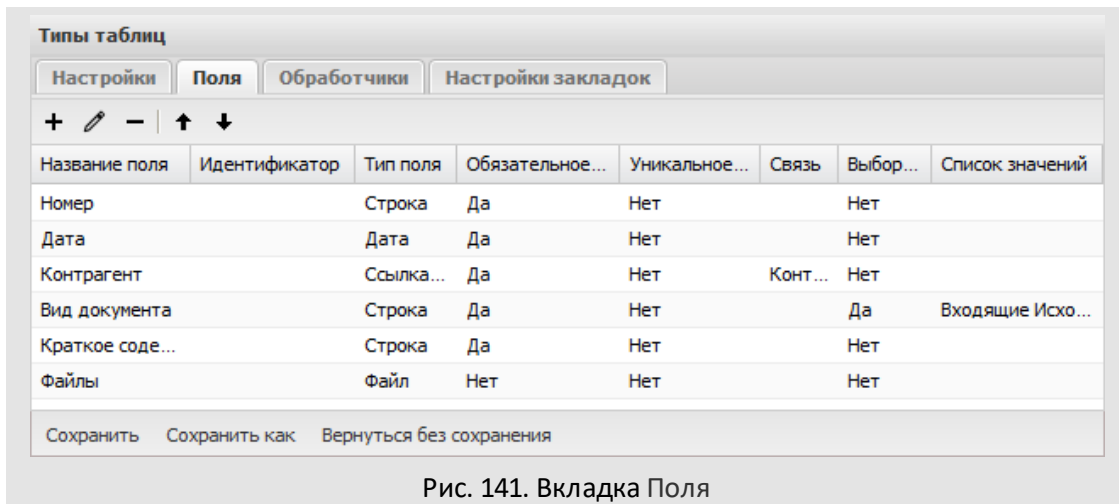 Типы таблиц
Настройки Поля Обработчики Настройки закладок
Название поля Идентификатор Тип поля Обязательное... Уникальное... Связь Выбор... Список значений
Номер Строка Да Нет Нет
Дата Дата Да Нет Нет
Контрагент Ссылка... Да Нет Конт... Нет
Вид документа Строка Да Нет Да Входящие Исхо...
Краткое соде... Строка Да Нет Нет
Файлы Файл Нет Нет Нет
Сохранить Сохранить как Вернуться без сохранения
Рис. 141. Вкладка Поля